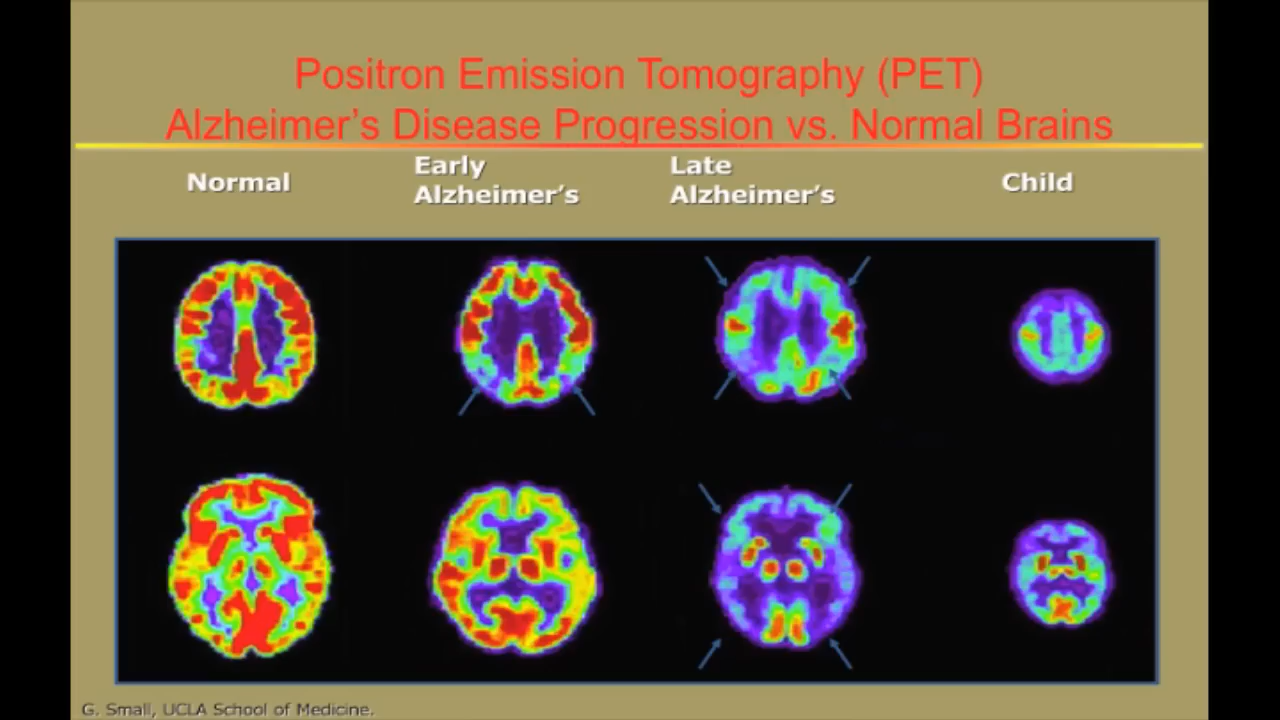 Positron Emission Tomography (PET)
Alzheimer's Disease Progression vs. Normal Brains
Normal
Early
Alzheimer's
Late
Alzheimer's
Child
G. Small, UCLA School of Medicine.